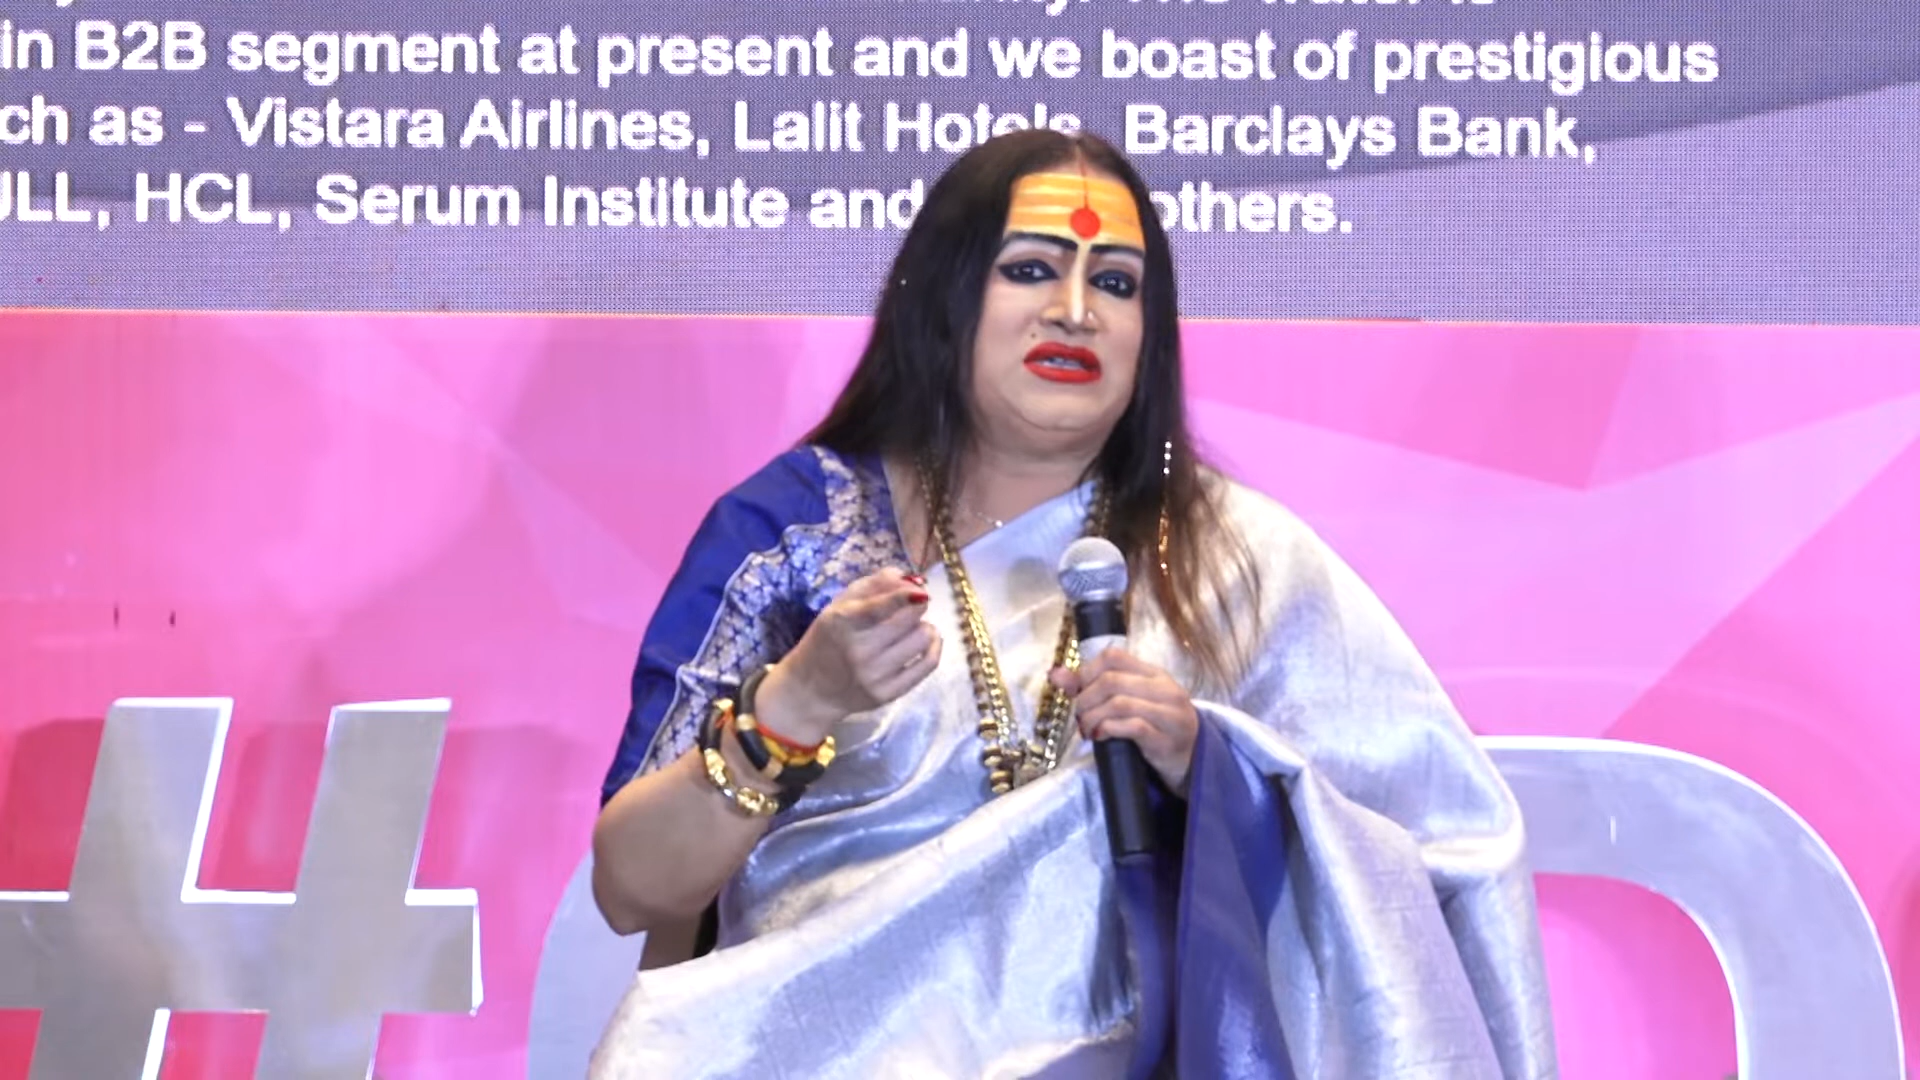 in B2B segment at present and we boast of prestigious
ch as - Vistara Airlines, Lalit Hotels, Barclays Bank,
JLL, HCL, Serum Institute and others.
#